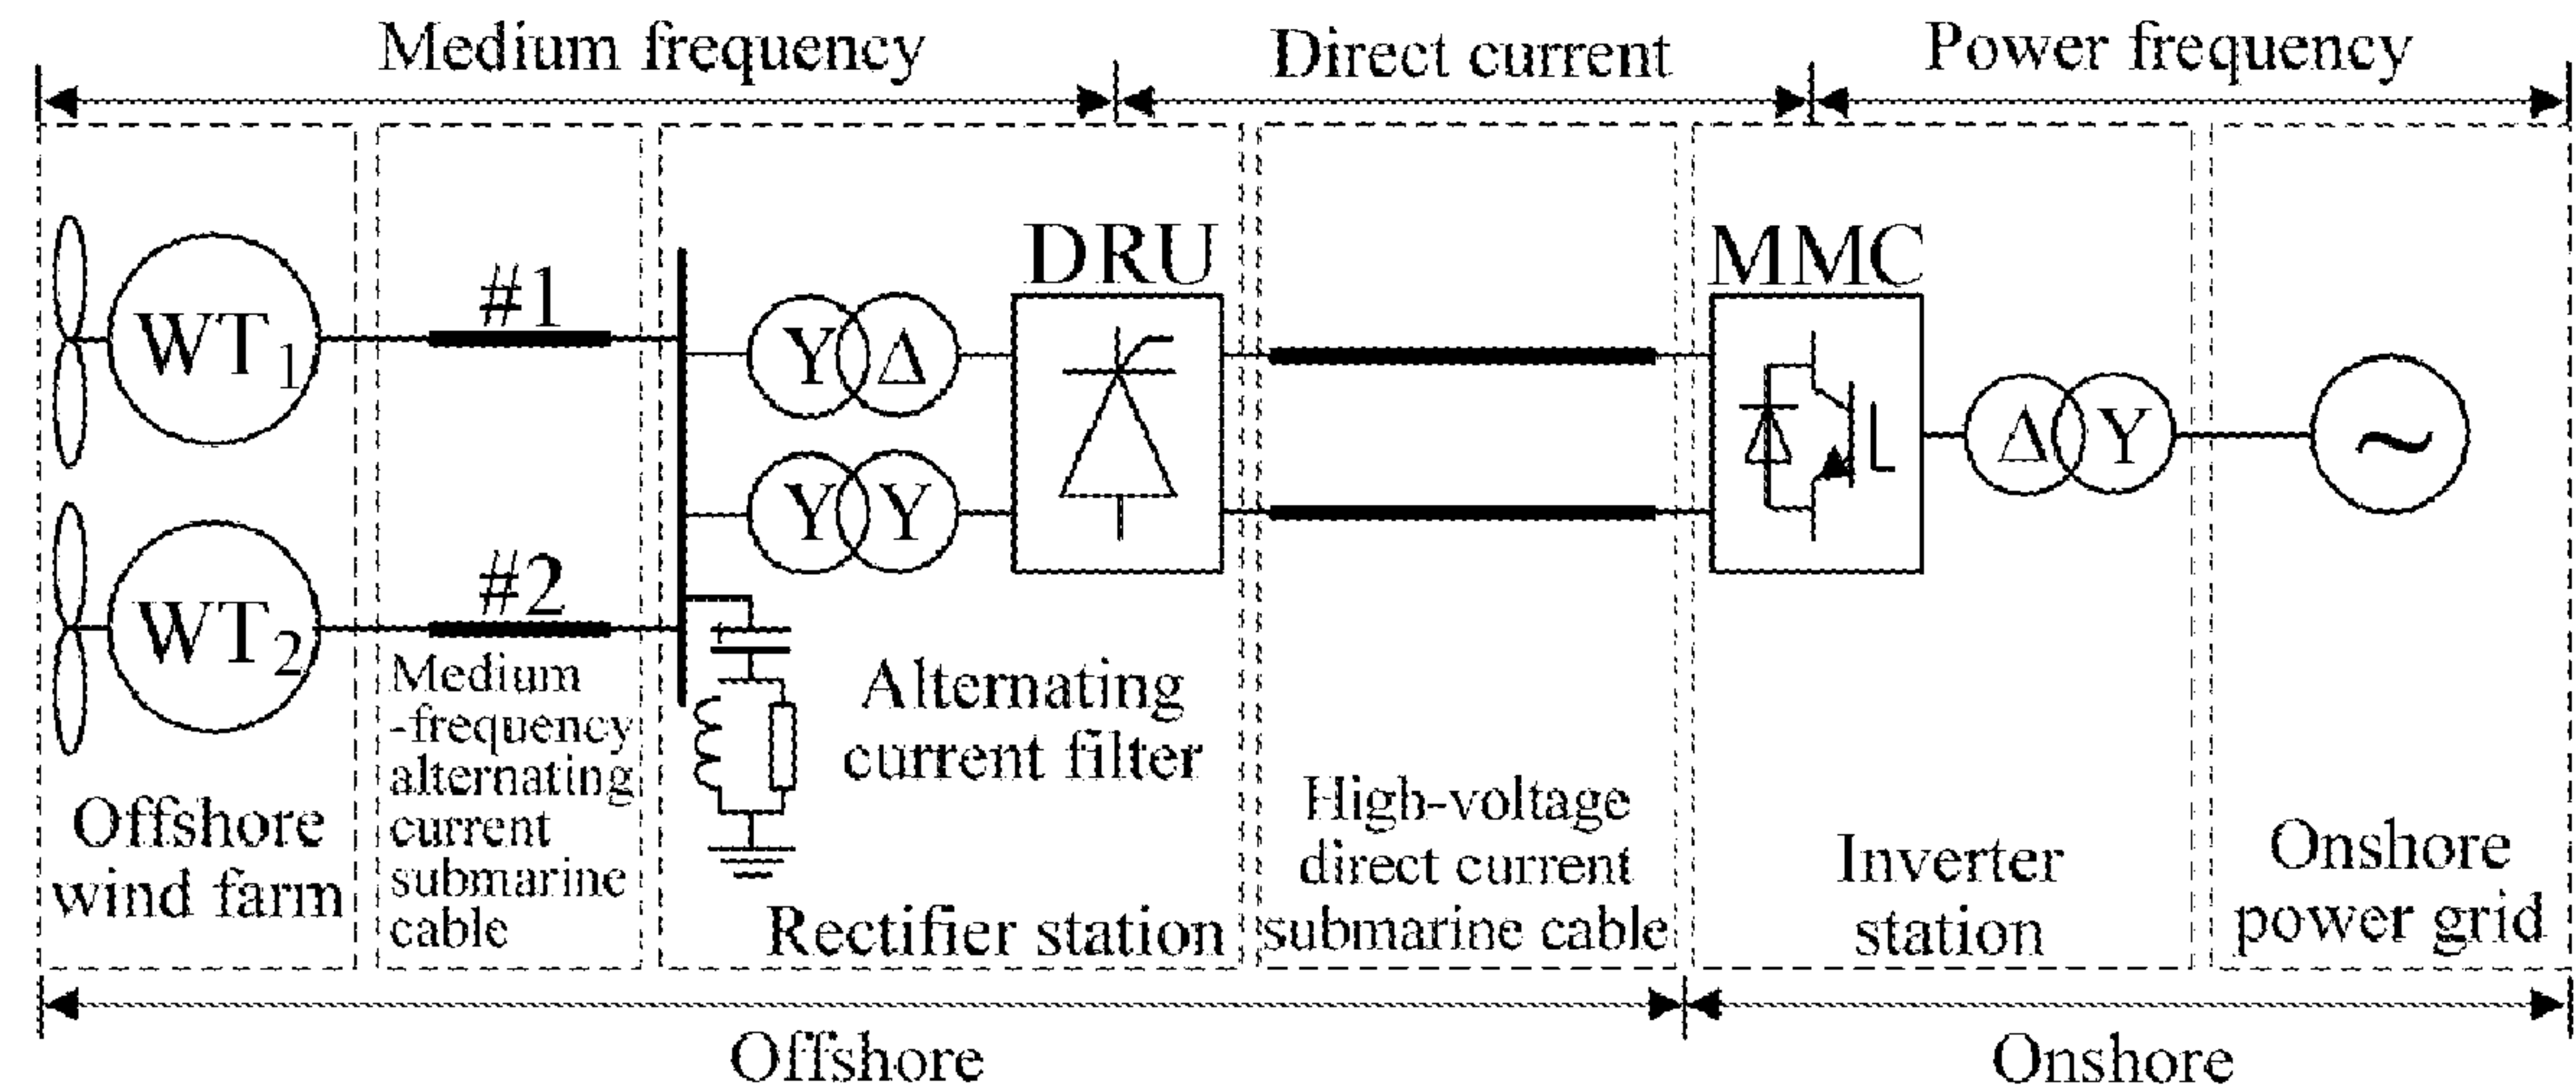 Medium frequency
Direct current
Power frequency
WT1
#1
Y Δ
DRU
MMC
Y Y
Δ Y
~
WT2
#2
Medium
-frequency
alternating
current
submarine
cable
Alternating
current filter
Offshore
wind farm
Rectifier station
High-voltage
direct current
submarine cable
Inverter
station
Onshore
power grid
Offshore
Onshore